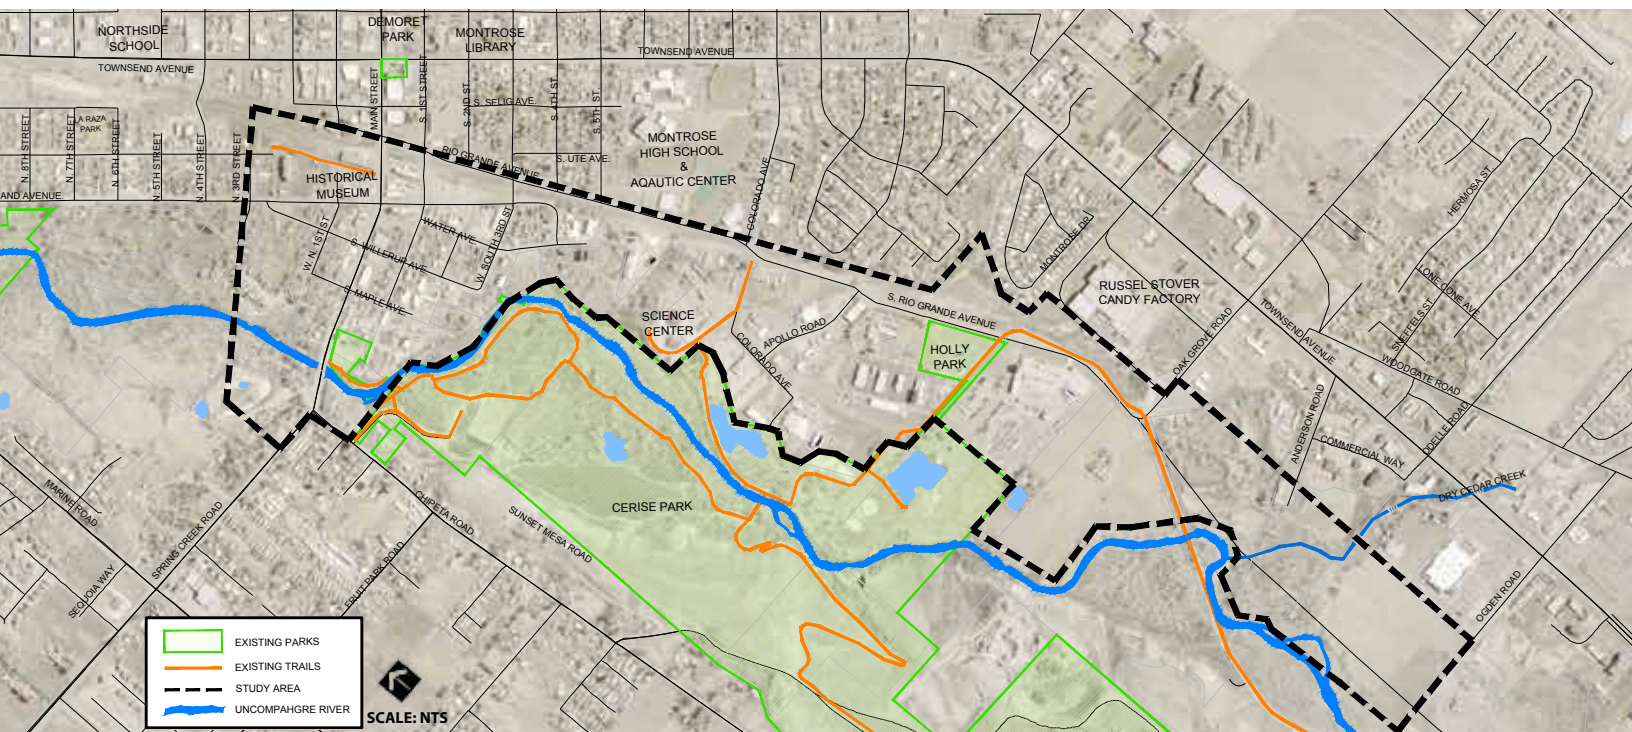 NORTHSIDE
SCHOOL
DEMORET
PARK
MONTROSE
LIBRARY
TOWNSEND AVENUE
TOWNSEND AVENUE
MAIN STREET
S. 1ST STREET
S. 2ND ST.
S. SELIG AVE.
S. 4TH ST.
S. 5TH ST.
N. 8TH STREET
N. 7TH STREET
A RAZA
PARK
N. 6TH STREET
N. 5TH STREET
N. 4TH STREET
N. 3RD STREET
AND AVENUE.
HISTORICAL
MUSEUM
RIO GRANDE AVENUE
S. UTE AVE.
MONTROSE
HIGH SCHOOL
&
AQAUTIC CENTER
COLORADO AVE
W. N. 1ST ST
S. WILLERUP AVE
WATER AVE
W. SOUTH 3RD ST
S. MAPLE AVE
SCIENCE
CENTER
COLORADO AVE
APOLLO ROAD
S. RIO GRANDE AVENUE
HOLLY
PARK
MONTROSE DR
RUSSEL STOVER
CANDY FACTORY
OAK GROVE ROAD
TOWNSEND AVENUE
HERMOSA ST
LONE CONE AVE
SNEFFELS ST.
WOODGATE ROAD
ODELLE ROAD
ANDERSON ROAD
COMMERCIAL WAY
DRY CEDAR CREEK
OGDEN ROAD
CERISE PARK
MARINE ROAD
SPRING CREEK ROAD
SEQUOIA WAY
FRUIT PARK ROAD
CHIPETA ROAD
SUNSET MESA ROAD
EXISTING PARKS
EXISTING TRAILS
STUDY AREA
UNCOMPAHGRE RIVER
SCALE: NTS